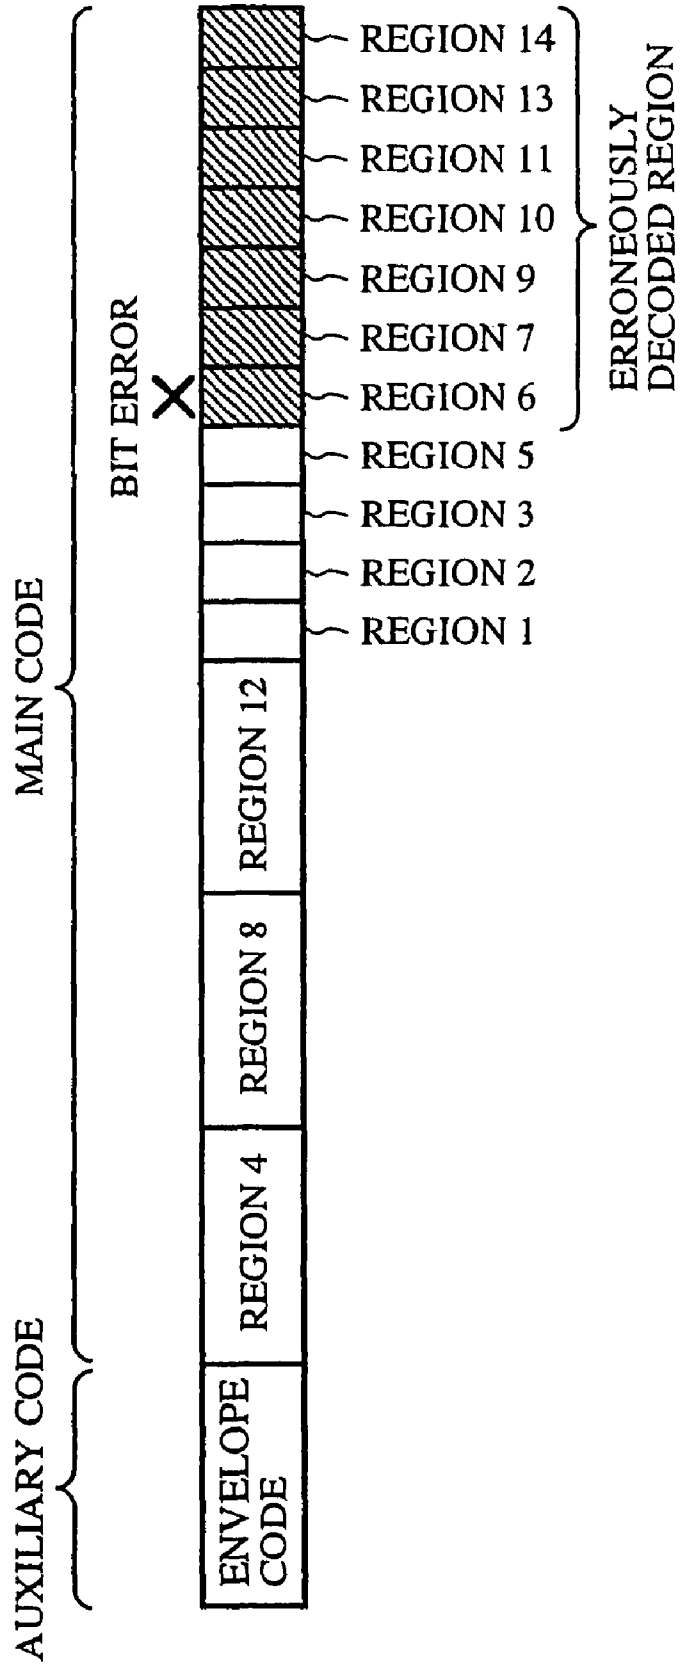 AUXILIARY CODE
MAIN CODE
BIT ERROR
ENVELOPE
CODE
REGION 4
REGION 8
REGION 12
REGION 1
REGION 2
REGION 3
REGION 5
REGION 6
REGION 7
REGION 9
REGION 10
REGION 11
REGION 13
REGION 14
ERRONEOUSLY
DECODED REGION